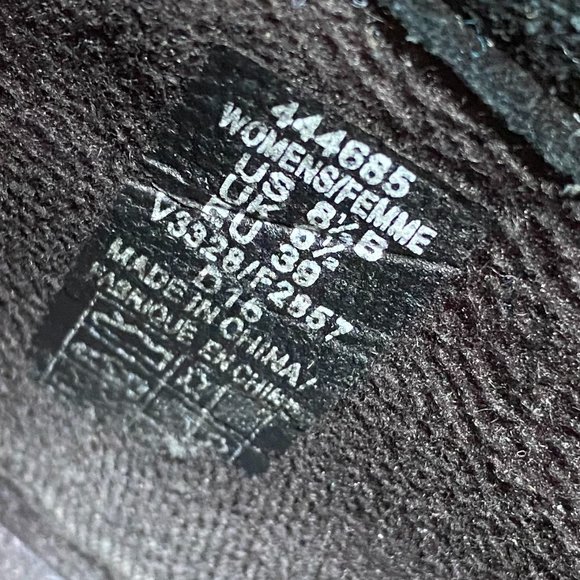 444685
WOMENS/FEMME
US 8½B
UK 6½
EU 39
V3328/F2857
D15
MADE IN CHINA/
FABRIQUE EN CHINE